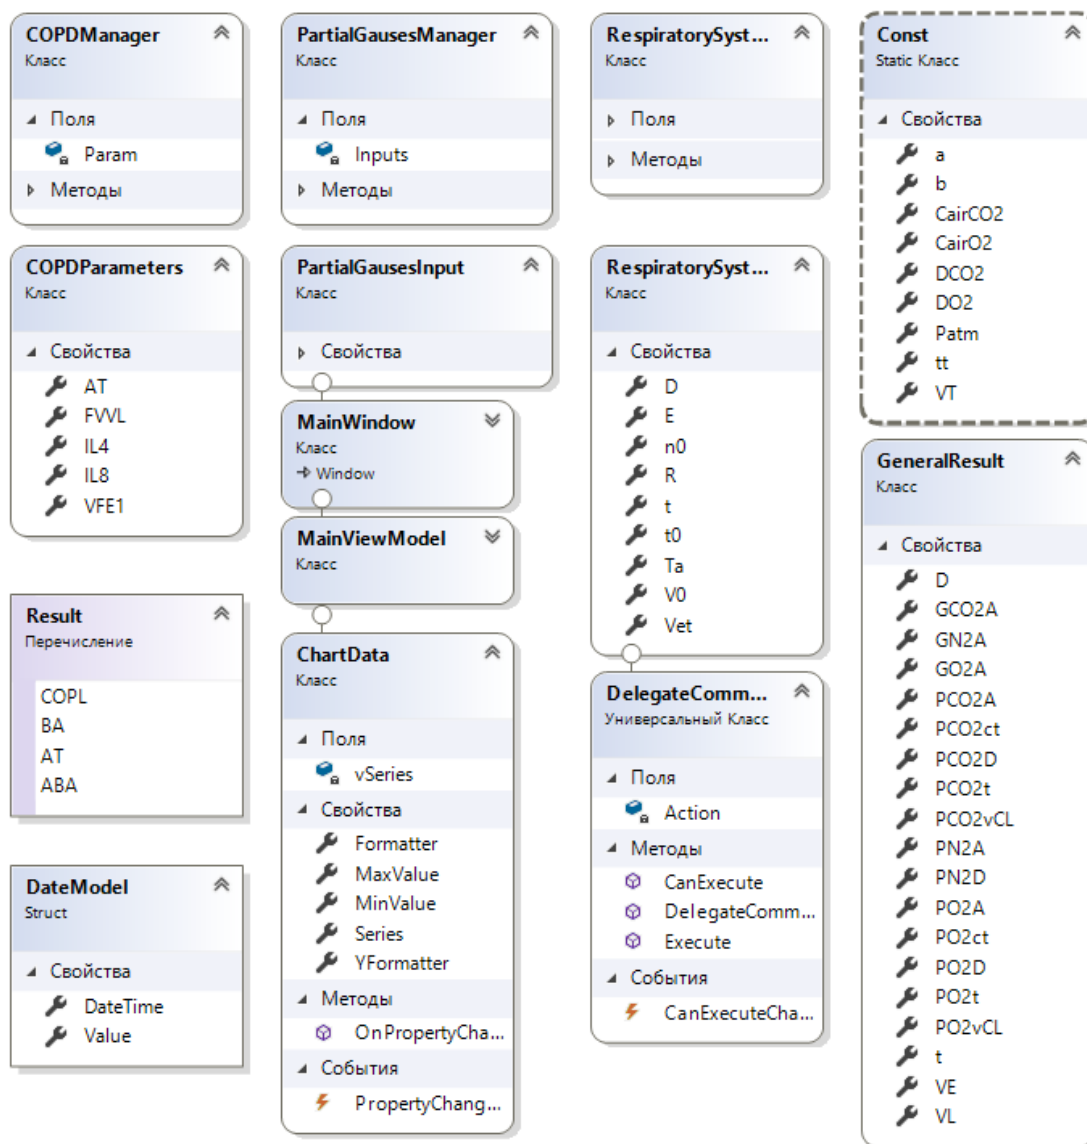 COPDManager
Класс
Поля
Param
Методы
COPDParameters
Класс
Свойства
AT
FVVL
IL4
IL8
VFE1
Result
Перечисление
COPL
BA
AT
ABA
DateModel
Struct
Свойства
DateTime
Value
PartialGausesManager
Класс
Поля
Inputs
Методы
PartialGausesInput
Класс
Свойства
MainWindow
Класс
Window
MainViewModel
Класс
ChartData
Класс
Поля
vSeries
Свойства
Formatter
MaxValue
MinValue
Series
YFormatter
Методы
OnPropertyCha...
События
PropertyChang...
RespiratorySyst...
Класс
Поля
Методы
RespiratorySyst...
Класс
Свойства
D
E
n0
R
t
t0
Ta
V0
Vet
DelegateComm...
Универсальный Класс
Поля
Action
Методы
CanExecute
DelegateComm...
Execute
События
CanExecuteCha...
Const
Static Класс
Свойства
a
b
CairCO2
CairO2
DCO2
DO2
Patm
tt
VT
GeneralResult
Класс
Свойства
D
GCO2A
GN2A
GO2A
PCO2A
PCO2ct
PCO2D
PCO2t
PCO2vCL
PN2A
PN2D
PO2A
PO2ct
PO2D
PO2t
PO2vCL
t
VE
VL